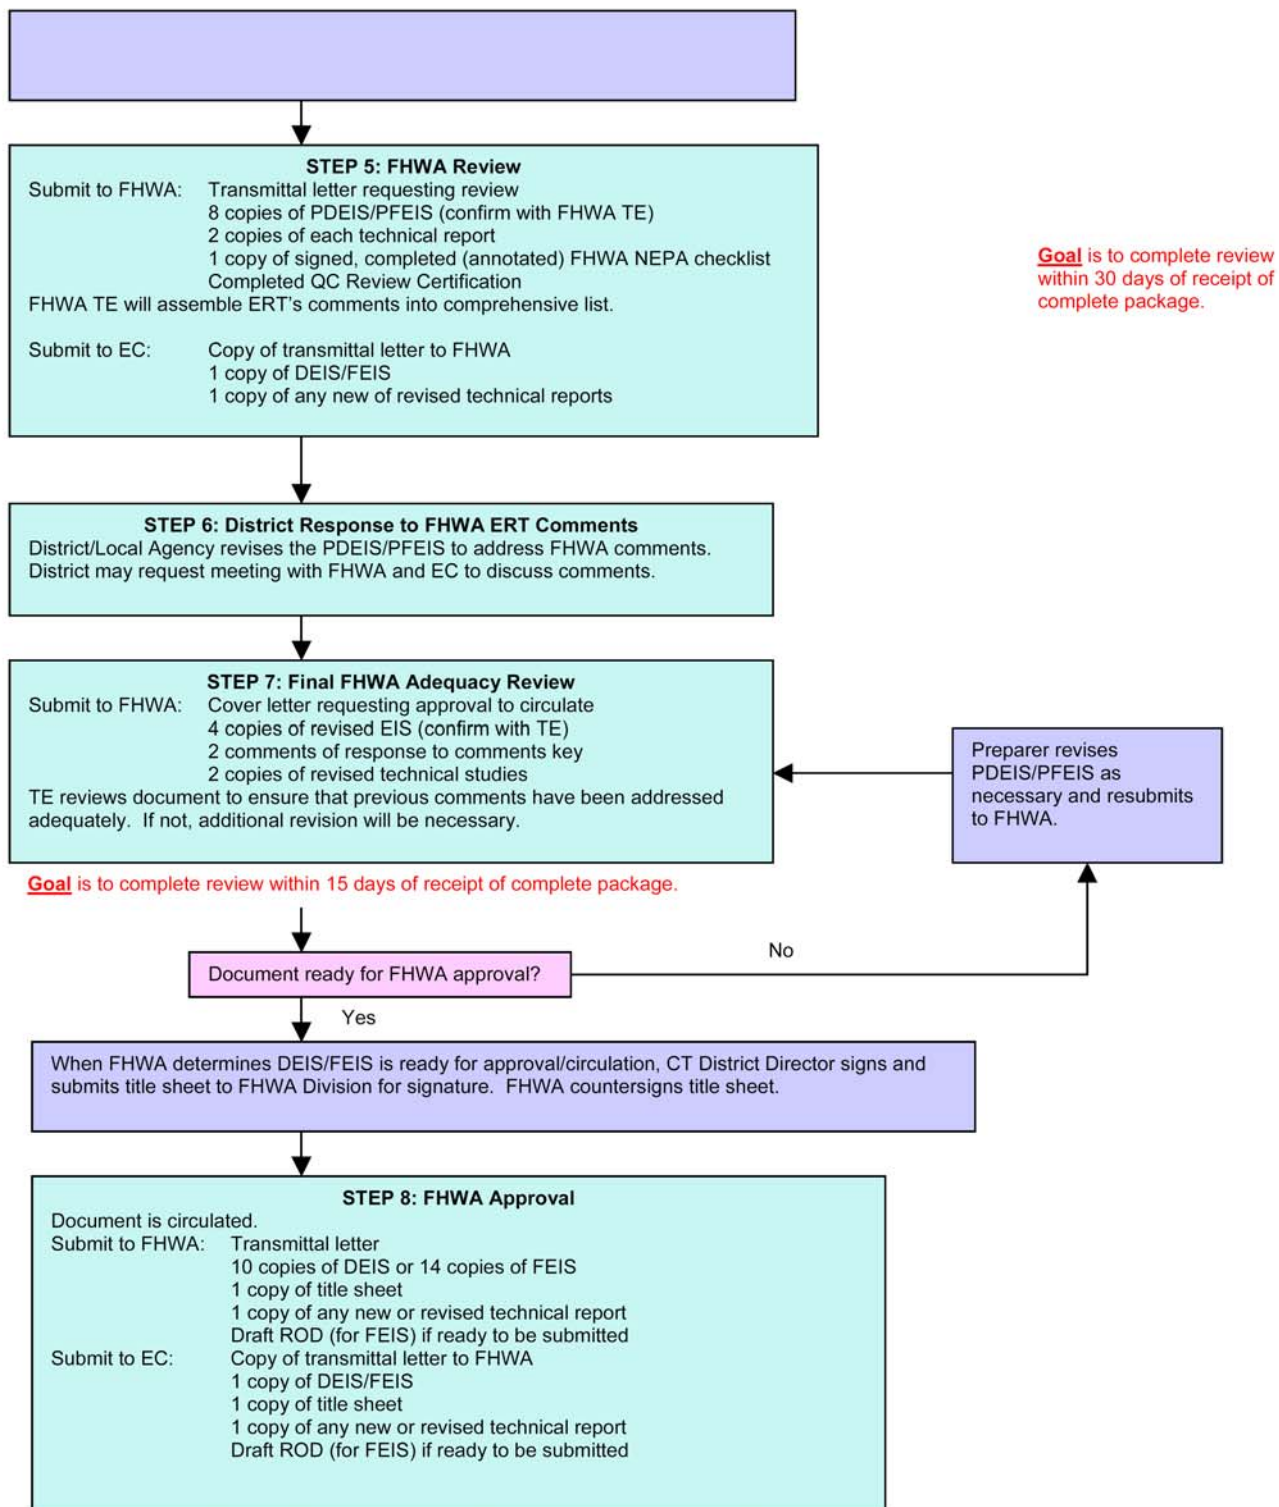 STEP 5: FHWA Review
Submit to FHWA: Transmittal letter requesting review
8 copies of PDEIS/PFEIS (confirm with FHWA TE)
2 copies of each technical report
1 copy of signed, completed (annotated) FHWA NEPA checklist
Completed QC Review Certification
FHWA TE will assemble ERT's comments into comprehensive list.
Submit to EC: Copy of transmittal letter to FHWA
1 copy of DEIS/FEIS
1 copy of any new of revised technical reports
Goal is to complete review
within 30 days of receipt of
complete package.
STEP 6: District Response to FHWA ERT Comments
District/Local Agency revises the PDEIS/PFEIS to address FHWA comments.
District may request meeting with FHWA and EC to discuss comments.
STEP 7: Final FHWA Adequacy Review
Submit to FHWA: Cover letter requesting approval to circulate
4 copies of revised EIS (confirm with TE)
2 comments of response to comments key
2 copies of revised technical studies
TE reviews document to ensure that previous comments have been addressed
adequately. If not, additional revision will be necessary.
Preparer revises
PDEIS/PFEIS as
necessary and resubmits
to FHWA.
Goal is to complete review within 15 days of receipt of complete package.
Document ready for FHWA approval?
No
Yes
When FHWA determines DEIS/FEIS is ready for approval/circulation, CT District Director signs and
submits title sheet to FHWA Division for signature. FHWA countersigns title sheet.
STEP 8: FHWA Approval
Document is circulated.
Submit to FHWA: Transmittal letter
10 copies of DEIS or 14 copies of FEIS
1 copy of title sheet
1 copy of any new or revised technical report
Draft ROD (for FEIS) if ready to be submitted
Submit to EC: Copy of transmittal letter to FHWA
1 copy of DEIS/FEIS
1 copy of title sheet
1 copy of any new or revised technical report
Draft ROD (for FEIS) if ready to be submitted